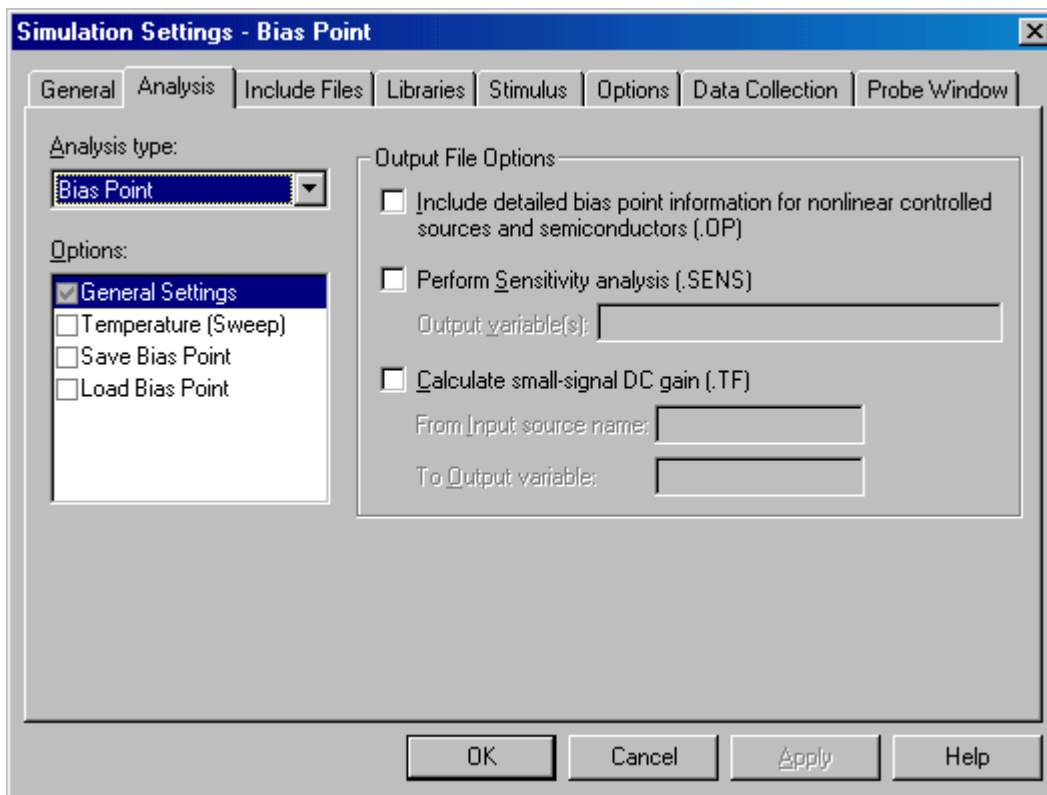 Simulation Settings - Bias Point
General Analysis Include Files Libraries Stimulus Options Data Collection Probe Window
Analysis type:
Bias Point
Options:
General Settings
Temperature (Sweep)
Save Bias Point
Load Bias Point
Output File Options
Include detailed bias point information for nonlinear controlled
sources and semiconductors (.OP)
Perform Sensitivity analysis (.SENS)
Output variable(s):
Calculate small-signal DC gain (.TF)
From Input source name:
To Output variable:
OK Cancel Apply Help